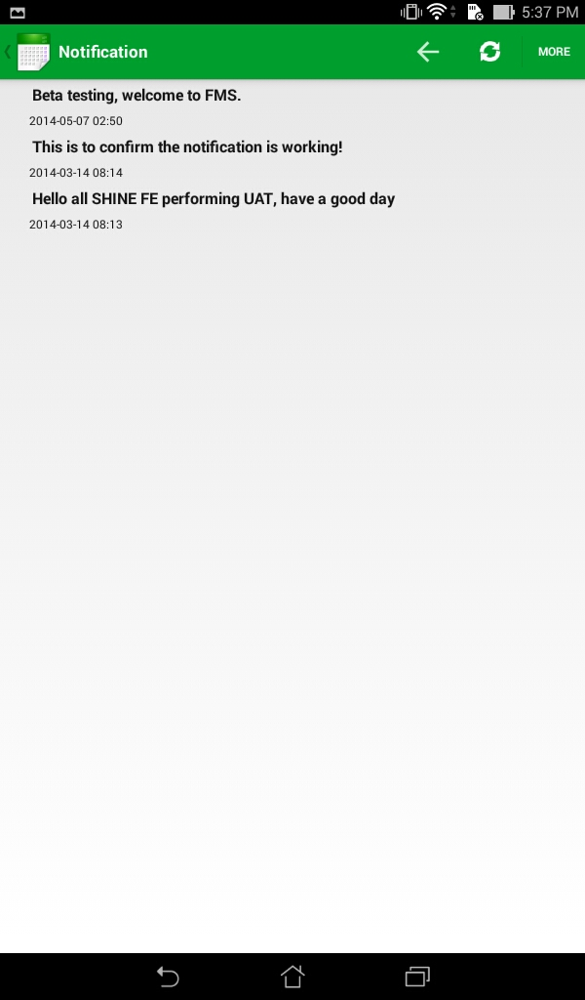 5:37 PM
Notification
MORE
Beta testing, welcome to FMS.
2014-05-07 02:50
This is to confirm the notification is working!
2014-03-14 08:14
Hello all SHINE FE performing UAT, have a good day
2014-03-14 08:13